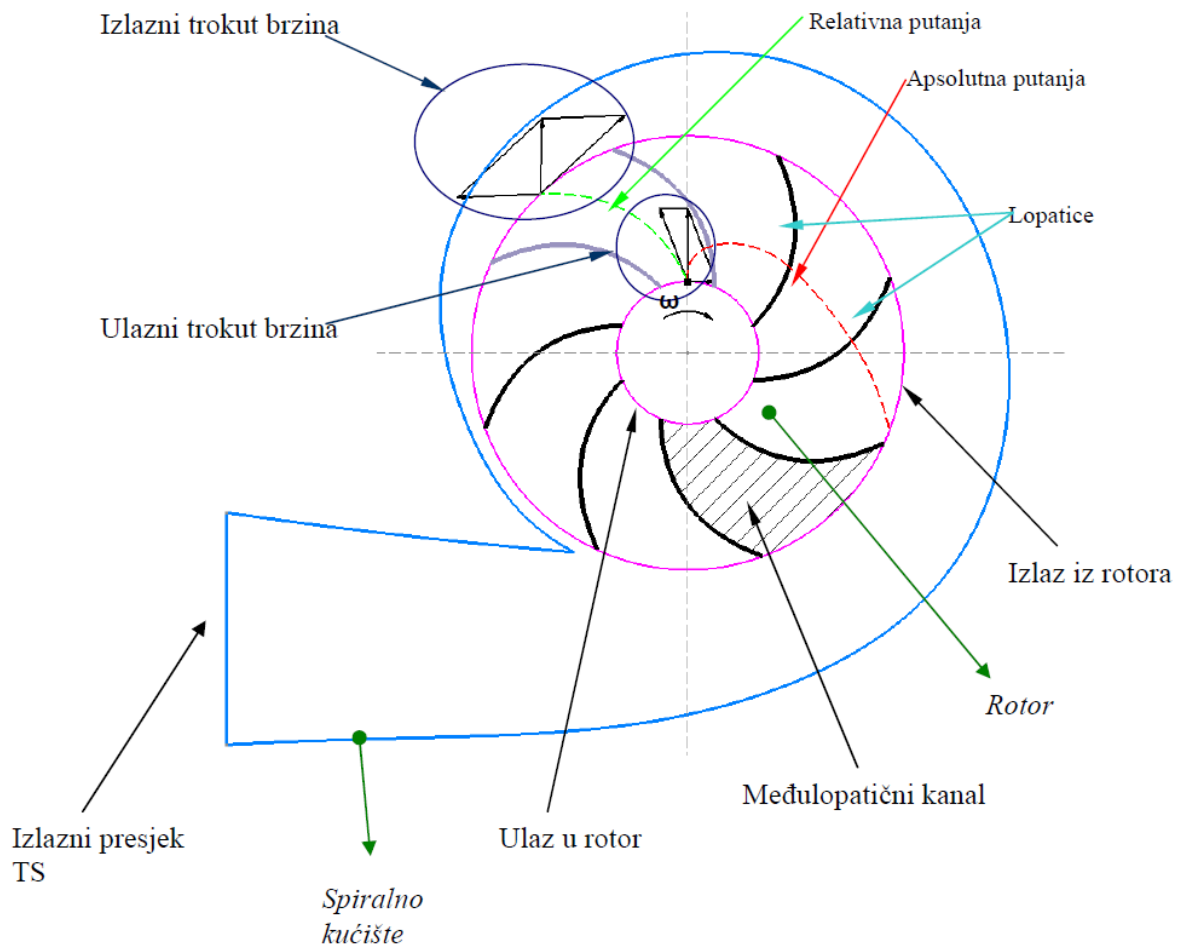 Izlazni trokut brzina
Relativna putanja
Apsolutna putanja
Lopatice
Ulazni trokut brzina
ω
Izlaz iz rotora
Rotor
Međulopatični kanal
Izlazni presjek
TS
Ulaz u rotor
Spiralno
kućište